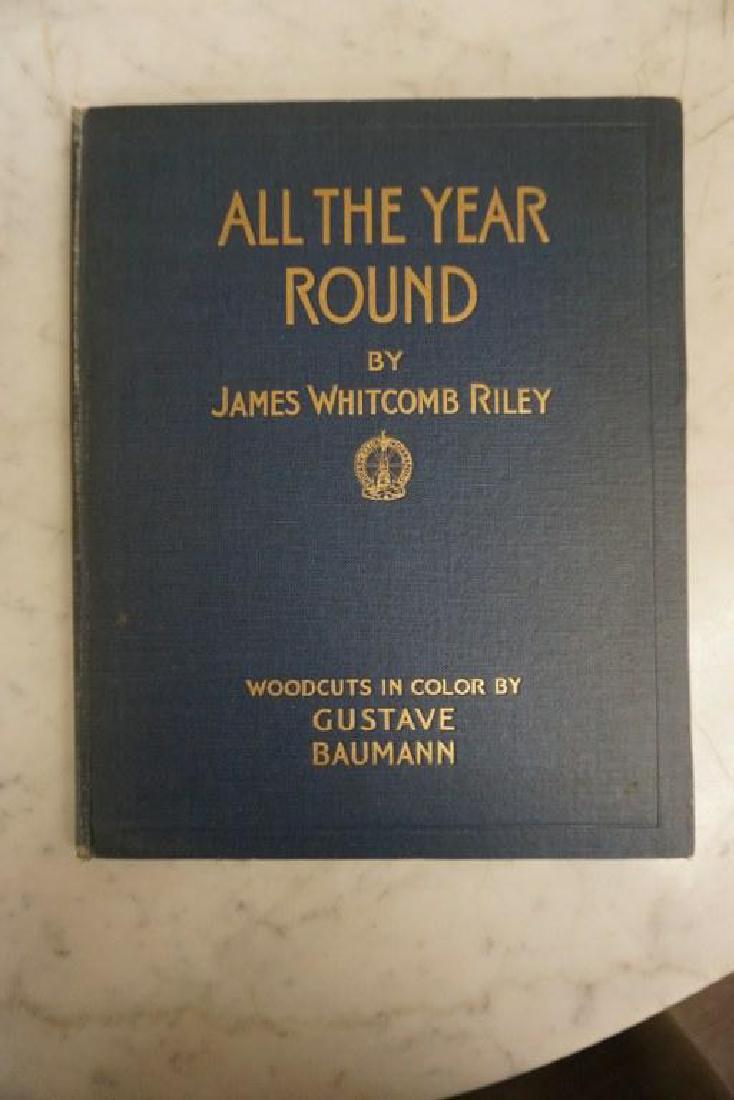 ALL THE YEAR
ROUND
BY
JAMES WHITCOMB RILEY
WOODCUTS IN COLOR BY
GUSTAVE
BAUMANN